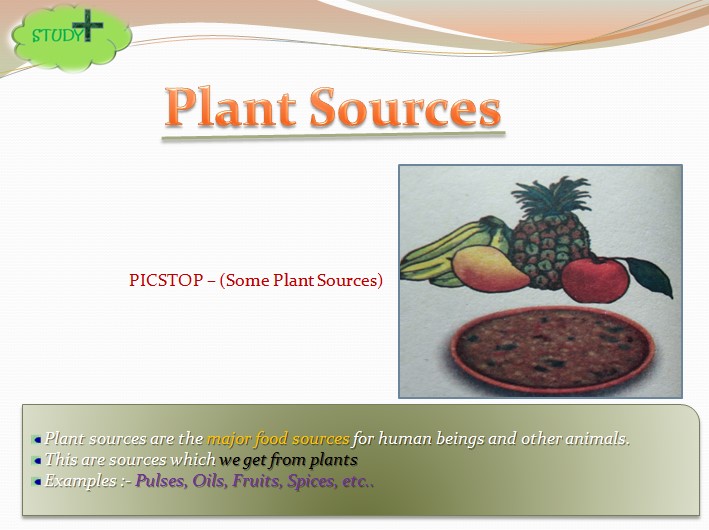 STUDY+
Plant Sources
PICSTOP – (Some Plant Sources)
Plant sources are the major food sources for human beings and other animals.
This are sources which we get from plants
Examples :- Pulses, Oils, Fruits, Spices, etc..